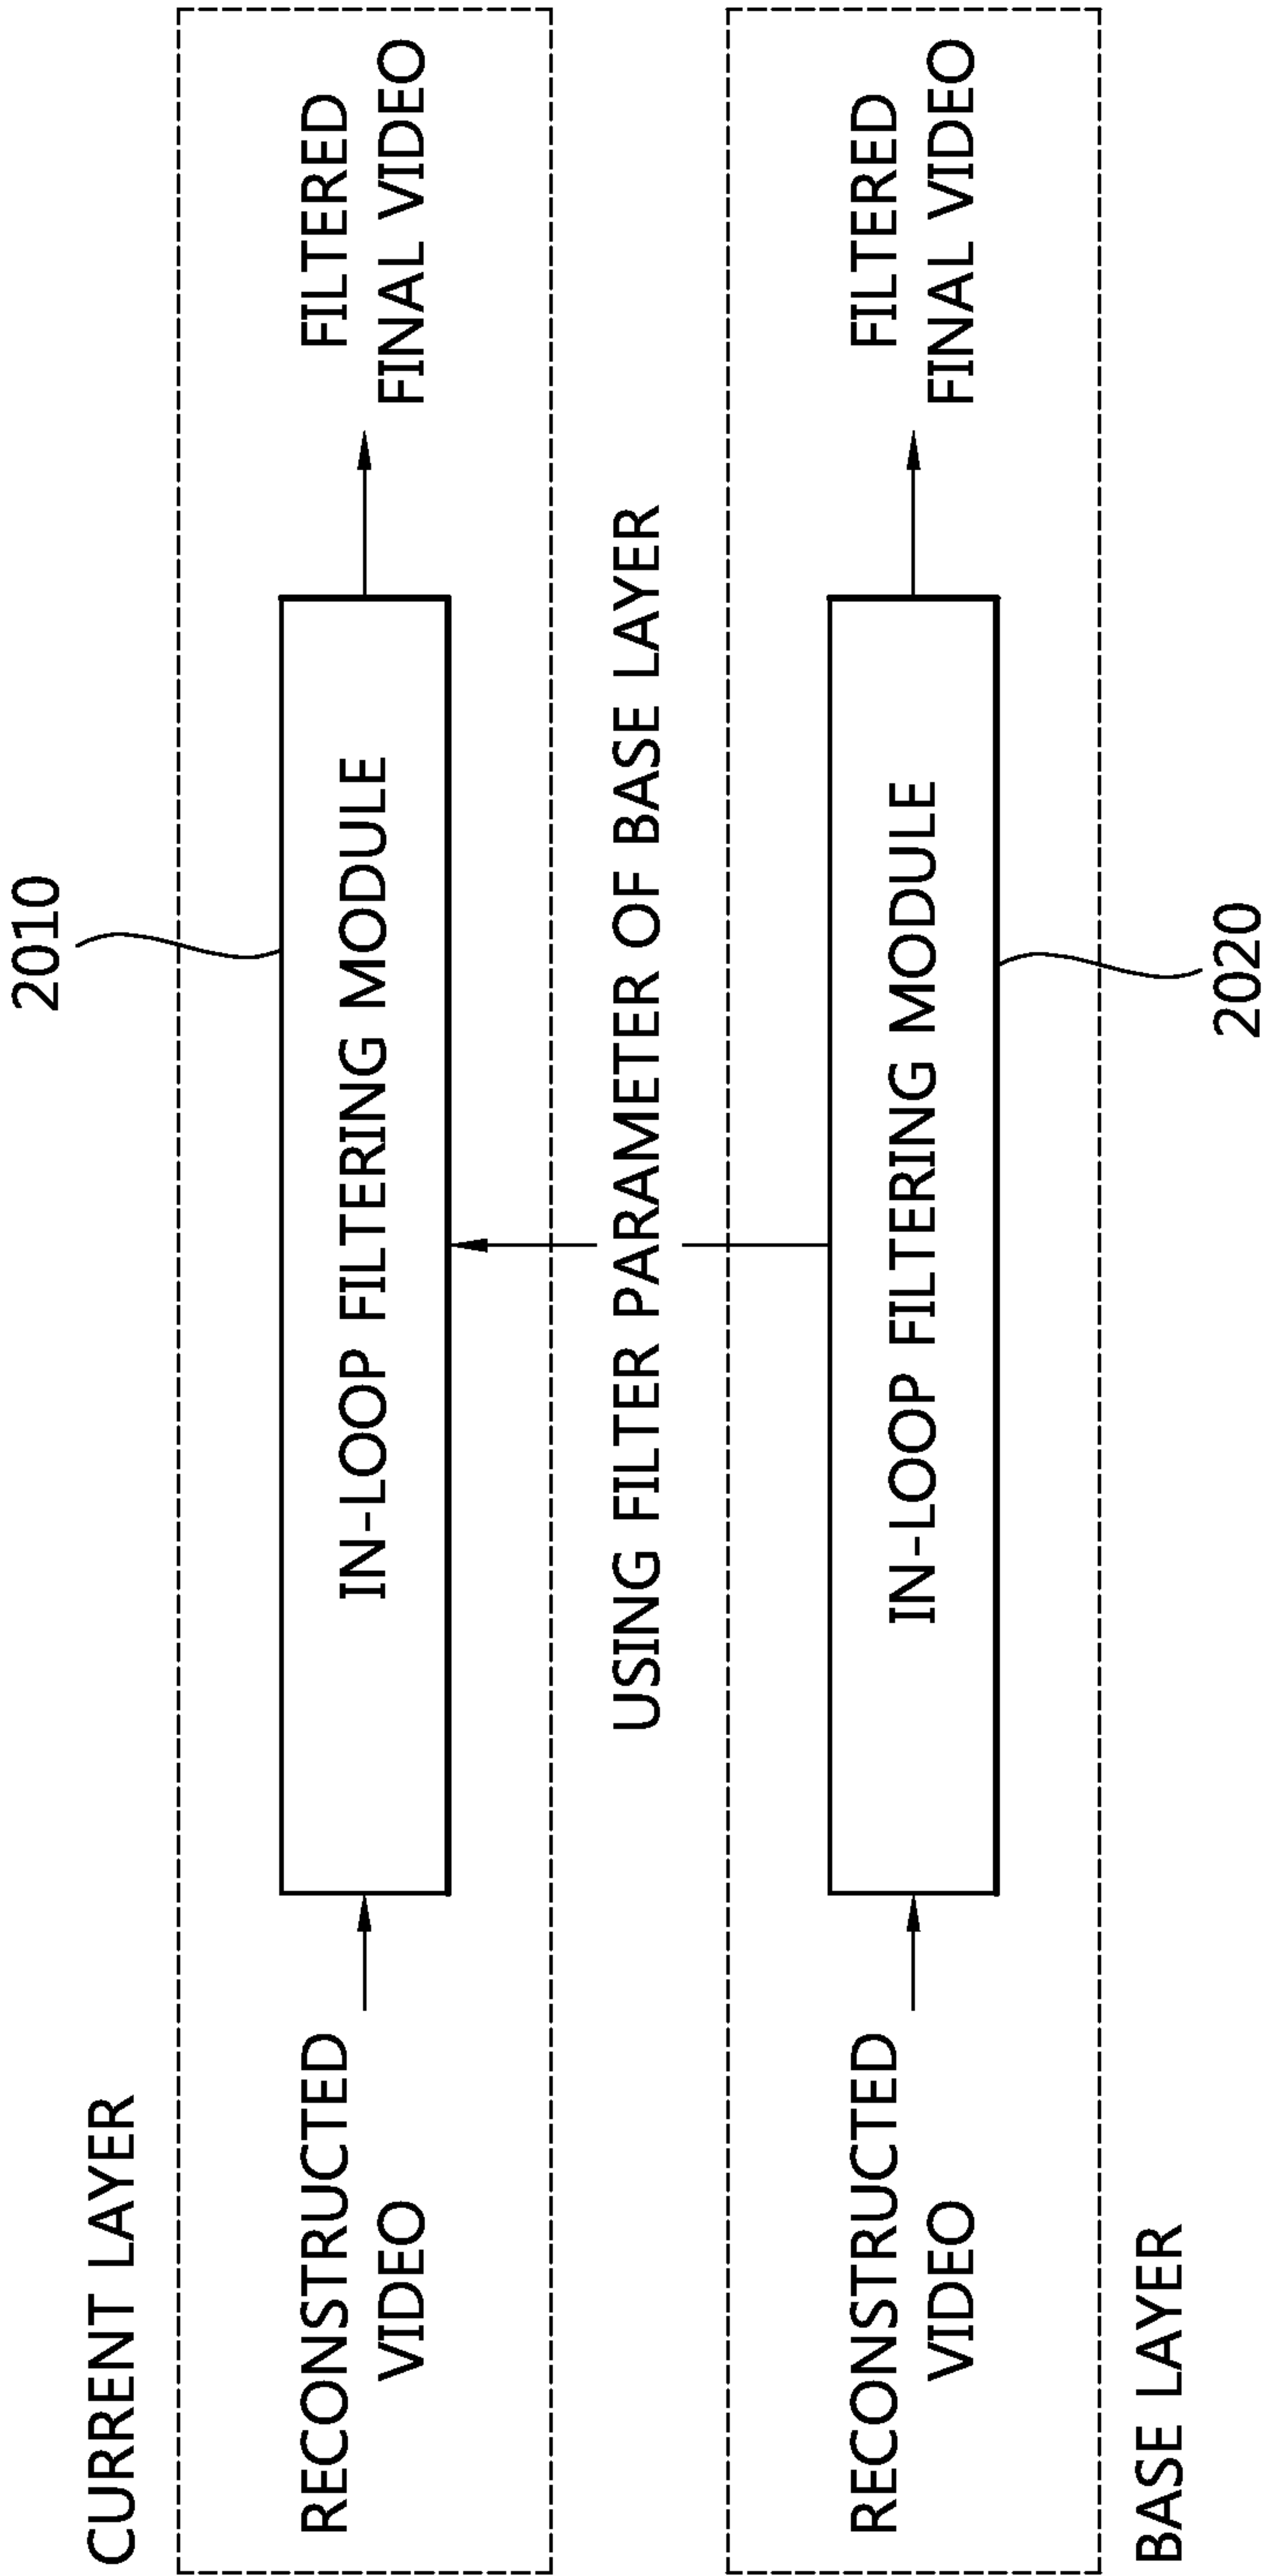 2010
CURRENT LAYER
RECONSTRUCTED
VIDEO
IN-LOOP FILTERING MODULE
FILTERED
FINAL VIDEO
USING FILTER PARAMETER OF BASE LAYER
RECONSTRUCTED
VIDEO
IN-LOOP FILTERING MODULE
FILTERED
FINAL VIDEO
BASE LAYER
2020